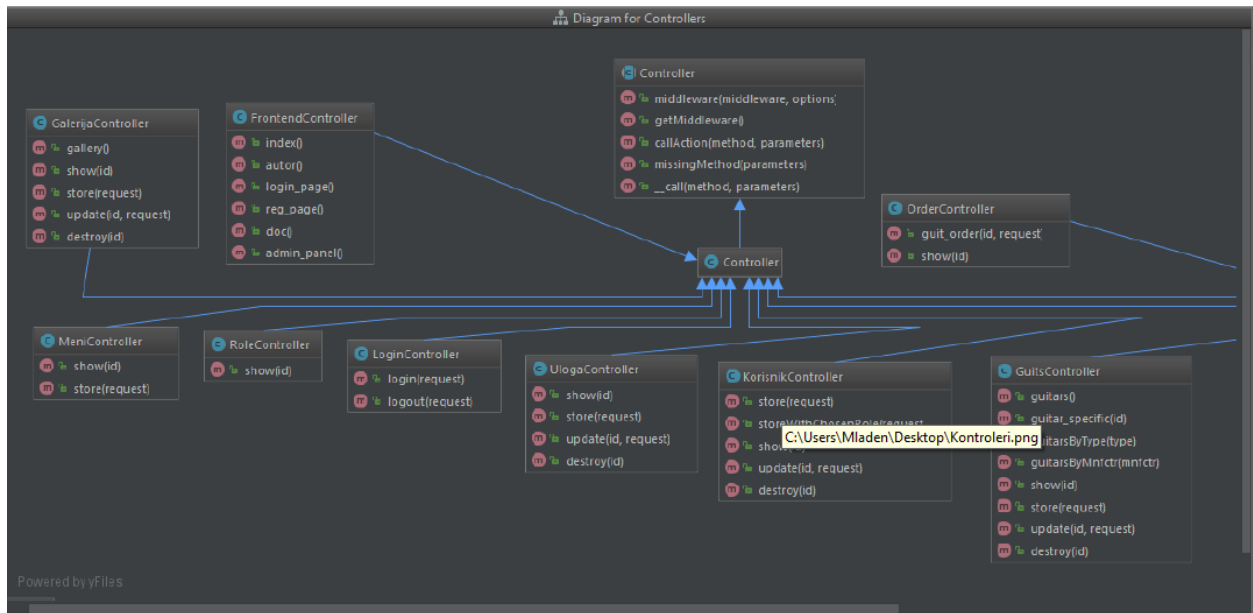 Diagram for Controllers
Controller
middleware(middleware, options)
getMiddleware()
callAction(method, parameters)
missingMethod(parameters)
__call(method, parameters)
GalerijaController
gallery()
show(id)
store(request)
update(id, request)
destroy(id)
FrontendController
index()
autor()
login_page()
reg_page()
doc()
admin_panel()
OrderController
guit_order(id, request)
show(id)
Controller
MeniController
show(id)
store(request)
RoleController
show(id)
LoginController
login(request)
logout(request)
UlogaController
show(id)
store(request)
update(id, request)
destroy(id)
KorisnikController
store(request)
C:\Users\Mladen\Desktop\Kontroleri.png
update(id, request)
destroy(id)
GuitsController
guitars()
guitar_specific(id)
guitarsByType(type)
guitarsByMnfctr(mnfctr)
show(id)
store(request)
update(id, request)
destroy(id)
Powered by yFiles